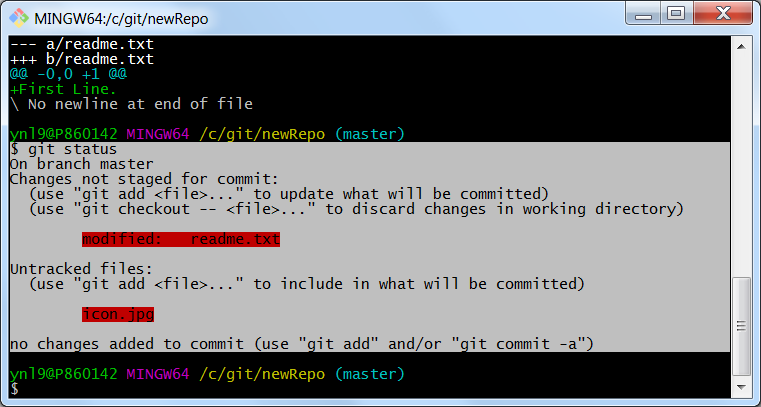 MINGW64:/c/git/newRepo
--- a/readme.txt
+++ b/readme.txt
@@ -0,0 +1 @@
+First Line.
\ No newline at end of file
ynl9@P860142 MINGW64 /c/git/newRepo (master)
$ git status
On branch master
Changes not staged for commit:
  (use "git add <file>..." to update what will be committed)
  (use "git checkout -- <file>..." to discard changes in working directory)
        modified:   readme.txt
Untracked files:
  (use "git add <file>..." to include in what will be committed)
        icon.jpg
no changes added to commit (use "git add" and/or "git commit -a")
ynl9@P860142 MINGW64 /c/git/newRepo (master)
$